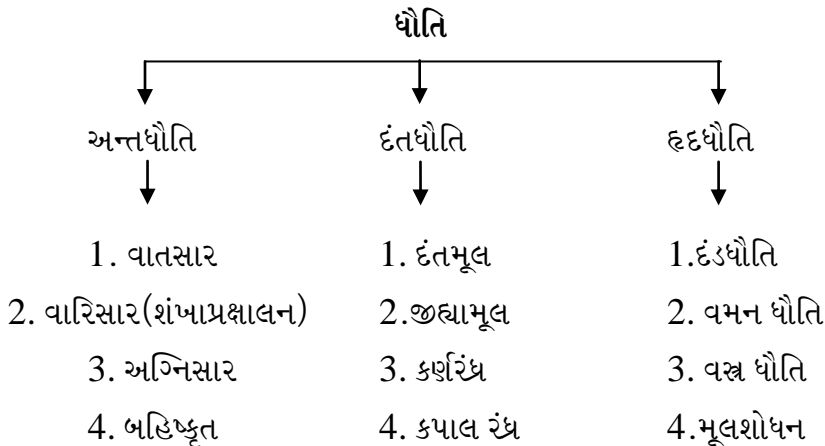 ધૌતિ
અન્તધૌતિ દંતધૌતિ હૃદધૌતિ
1. વાતસાર 1. દંતમૂલ 1.દંડધૌતિ
2. વારિસાર(શંખાપ્રક્ષાલન) 2.જીહ્વામૂલ 2. વમન ધૌતિ
3. અગ્નિસાર 3. કર્ણરંધ્ર 3. વસ્ત્ર ધૌતિ
4. બહિષ્કૃત 4. કપાલ રંધ્ર 4.મૂલશોધન